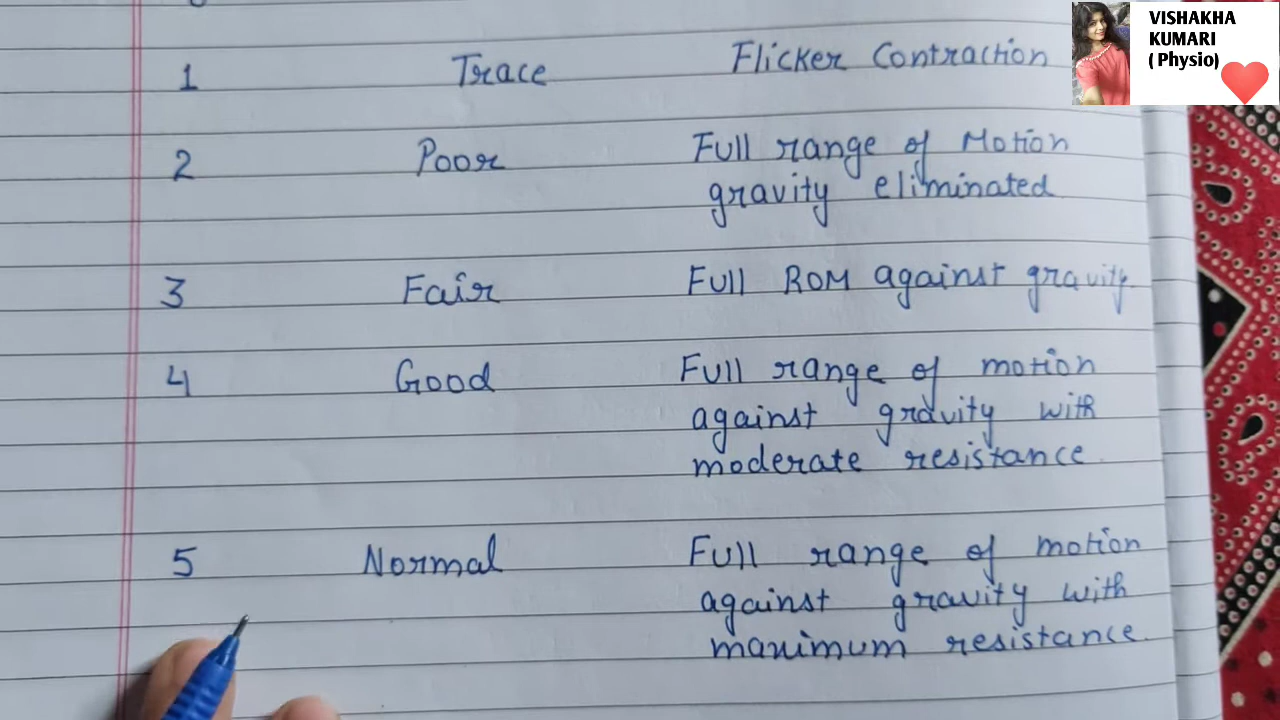 VISHAKHA
KUMARI
( Physio)
1 Trace Flicker Contraction
2 Poor Full range of Motion
gravity eliminated
3 Fair Full ROM against gravity.
4 Good Full range of motion
against gravity with
moderate resistance
5 Normal Full range of motion
against gravity with
maximum resistance.